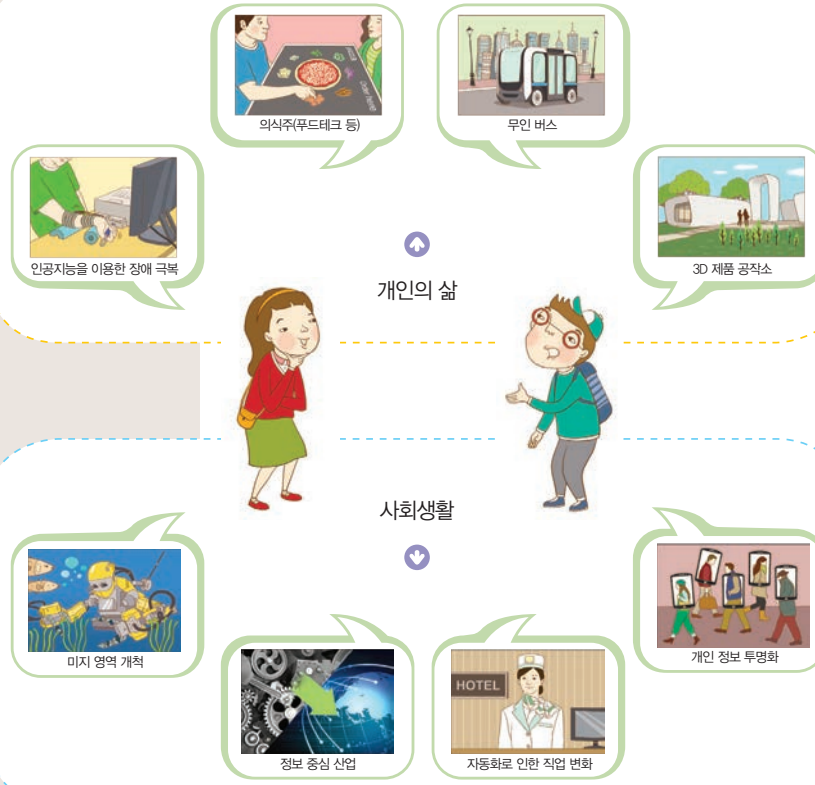 의식주(푸드테크 등)
무인 버스
인공지능을 이용한 장애 극복
3D 제품 공작소
개인의 삶
사회생활
미지 영역 개척
HOTEL
개인 정보 투명화
정보 중심 산업
자동화로 인한 직업 변화